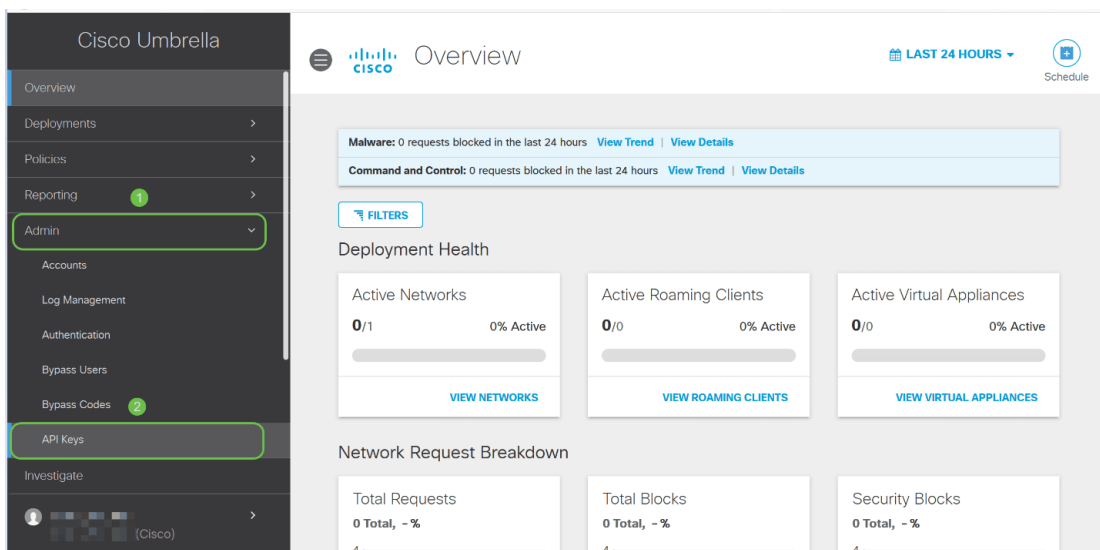 Cisco Umbrella
Overview
Deployments
Policies
Reporting
1
Admin
Accounts
Log Management
Authentication
Bypass Users
Bypass Codes
2
API Keys
Investigate
(Cisco)
CISCO
Overview
LAST 24 HOURS
Schedule
Malware: 0 requests blocked in the last 24 hours View Trend | View Details
Command and Control: 0 requests blocked in the last 24 hours View Trend | View Details
FILTERS
Deployment Health
Active Networks
0/1 0% Active
VIEW NETWORKS
Active Roaming Clients
0/0 0% Active
VIEW ROAMING CLIENTS
Active Virtual Appliances
0/0 0% Active
VIEW VIRTUAL APPLIANCES
Network Request Breakdown
Total Requests
0 Total, - %
Total Blocks
0 Total, - %
Security Blocks
0 Total, - %